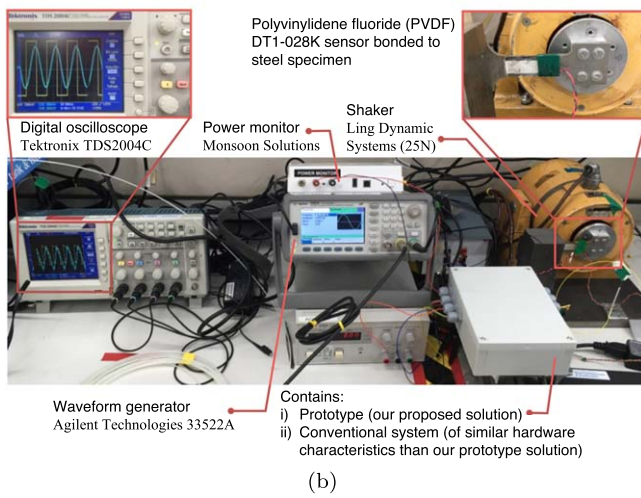 Tektronix TDS 2004C
Polyvinylidene fluoride (PVDF)
DT1-028K sensor bonded to
steel specimen
Digital oscilloscope
Tektronix TDS2004C
Power monitor
Monsoon Solutions
Shaker
Ling Dynamic
Systems (25N)
POWER MONITOR
Waveform generator
Agilent Technologies 33522A
Contains:
i) Prototype (our proposed solution)
ii) Conventional system (of similar hardware
characteristics than our prototype solution)
(b)